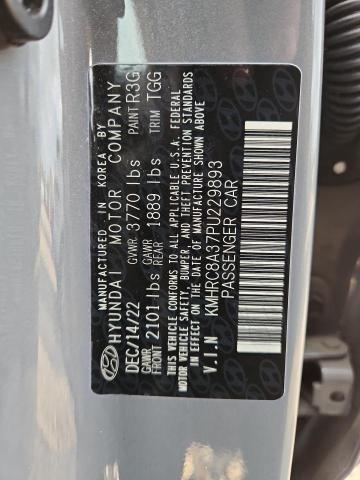 MANUFACTURED IN KOREA BY
HYUNDAI MOTOR COMPANY
DEC/14/22 GVWR 3770 lbs PAINT R3G
GAWR FRONT 2101 lbs GAWR REAR 1889 lbs TRIM TGG
THIS VEHICLE CONFORMS TO ALL APPLICABLE U.S.A. FEDERAL
MOTOR VEHICLE SAFETY, BUMPER, AND THEFT PREVENTION STANDARDS
IN EFFECT ON THE DATE OF MANUFACTURE SHOWN ABOVE
V.I.N KMHRC8A37PU229893
PASSENGER CAR